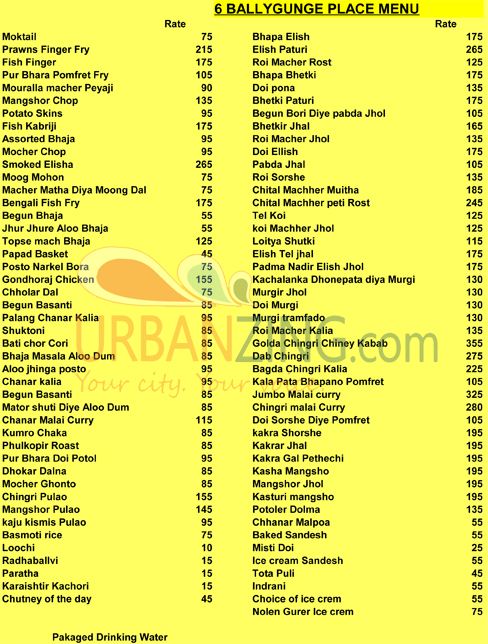 6 BALLYGUNGE PLACE MENU
Rate
Moktail 75
Prawns Finger Fry 215
Fish Finger 175
Pur Bhara Pomfret Fry 105
Mouralla macher Peyaji 90
Mangshor Chop 135
Potato Skins 95
Fish Kabriji 175
Assorted Bhaja 95
Mocher Chop 95
Smoked Elisha 265
Moog Mohon 75
Macher Matha Diya Moong Dal 75
Bengali Fish Fry 175
Begun Bhaja 55
Jhur Jhure Aloo Bhaja 55
Topse mach Bhaja 125
Papad Basket 45
Posto Narkel Bora 75
Gondhoraj Chicken 155
Chholar Dal 75
Begun Basanti 85
Palang Chanar Kalia 95
Shuktoni 85
Bati chor Cori 85
Bhaja Masala Aloo Dum 85
Aloo jhinga posto 95
Chanar kalia 95
Begun Basanti 85
Mator shuti Diye Aloo Dum 85
Chanar Malai Curry 115
Kumro Chaka 85
Phulkopir Roast 85
Pur Bhara Doi Potol 95
Dhokar Dalna 85
Mocher Ghonto 85
Chingri Pulao 155
Mangshor Pulao 145
kaju kismis Pulao 95
Basmoti rice 75
Loochi 10
Radhaballvi 15
Paratha 15
Karaishtir Kachori 15
Chutney of the day 45
Pakaged Drinking Water
Rate
Bhapa Elish 175
Elish Paturi 265
Roi Macher Rost 125
Bhapa Bhetki 175
Doi pona 135
Bhetki Paturi 175
Begun Bori Diye pabda Jhol 105
Bhetkir Jhal 165
Roi Macher Jhol 135
Doi Ellish 175
Pabda Jhal 105
Roi Sorshe 135
Chital Machher Muitha 185
Chital Machher peti Rost 245
Tel Koi 125
koi Machher Jhol 125
Loitya Shutki 115
Elish Tel jhal 175
Padma Nadir Elish Jhol 175
Kachalanka Dhonepata diya Murgi 130
Murgir Jhol 130
Doi Murgi 130
Murgi tramfado 130
Roi Macher Kalia 135
Golda Chingri Chiney Kabab 355
Dab Chingri 275
Bagda Chingri Kalia 225
Kala Pata Bhapano Pomfret 105
Jumbo Malai curry 325
Chingri malai Curry 280
Doi Sorshe Diye Pomfret 105
kakra Shorshe 195
Kakrar Jhal 195
Kakra Gal Pethechi 195
Kasha Mangsho 195
Mangshor Jhol 195
Kasturi mangsho 195
Potoler Dolma 135
Chhanar Malpoa 55
Baked Sandesh 55
Misti Doi 25
Ice cream Sandesh 55
Tota Puli 45
Indrani 55
Choice of ice crem 55
Nolen Gurer Ice crem 75
URBANZING.com
Your city. Your